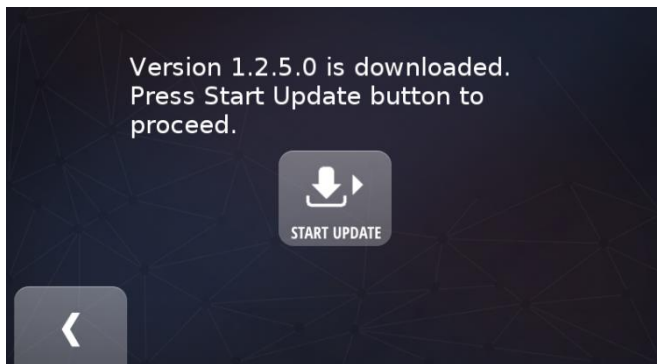 Version 1.2.5.0 is downloaded.
Press Start Update button to
proceed.
START UPDATE